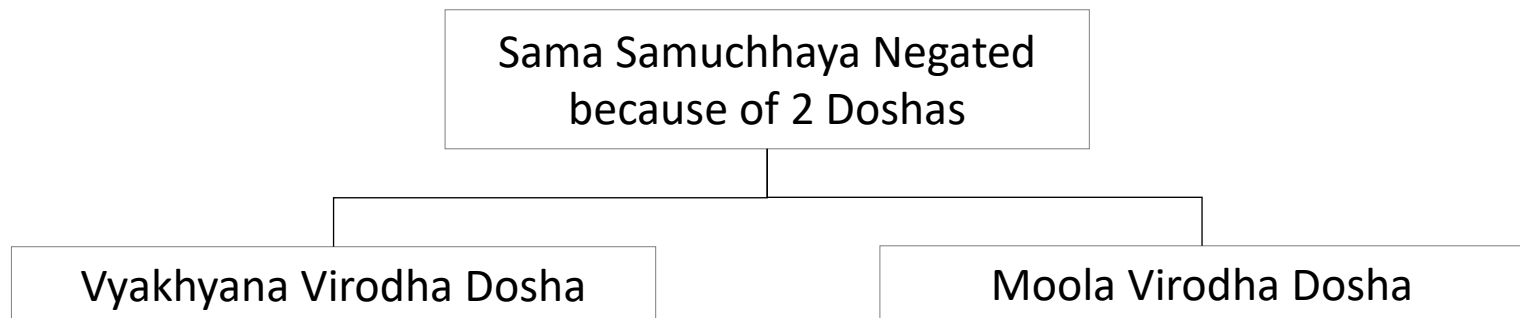 Sama Samuchhaya Negated
because of 2 Doshas
Vyakhyana Virodha Dosha
Moola Virodha Dosha